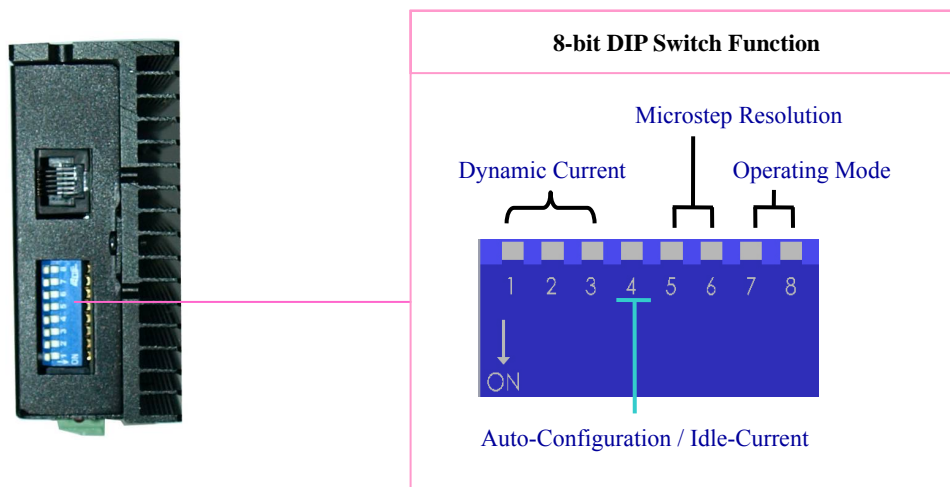 8-bit DIP Switch Function
Microstep Resolution
Dynamic Current
Operating Mode
1 2 3 4 5 6 7 8
ON
Auto-Configuration / Idle-Current